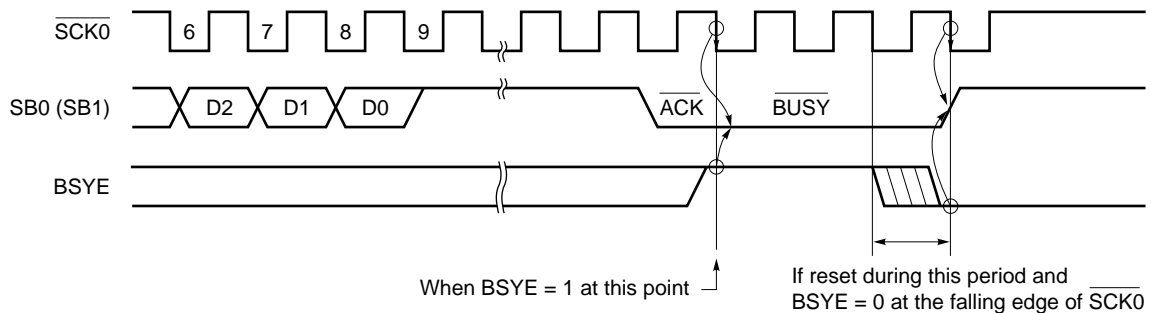 SCK0
6 7 8 9
SB0 (SB1)
D2 D1 D0
ACK
BUSY
BSYE
When BSYE = 1 at this point
If reset during this period and
BSYE = 0 at the falling edge of SCK0